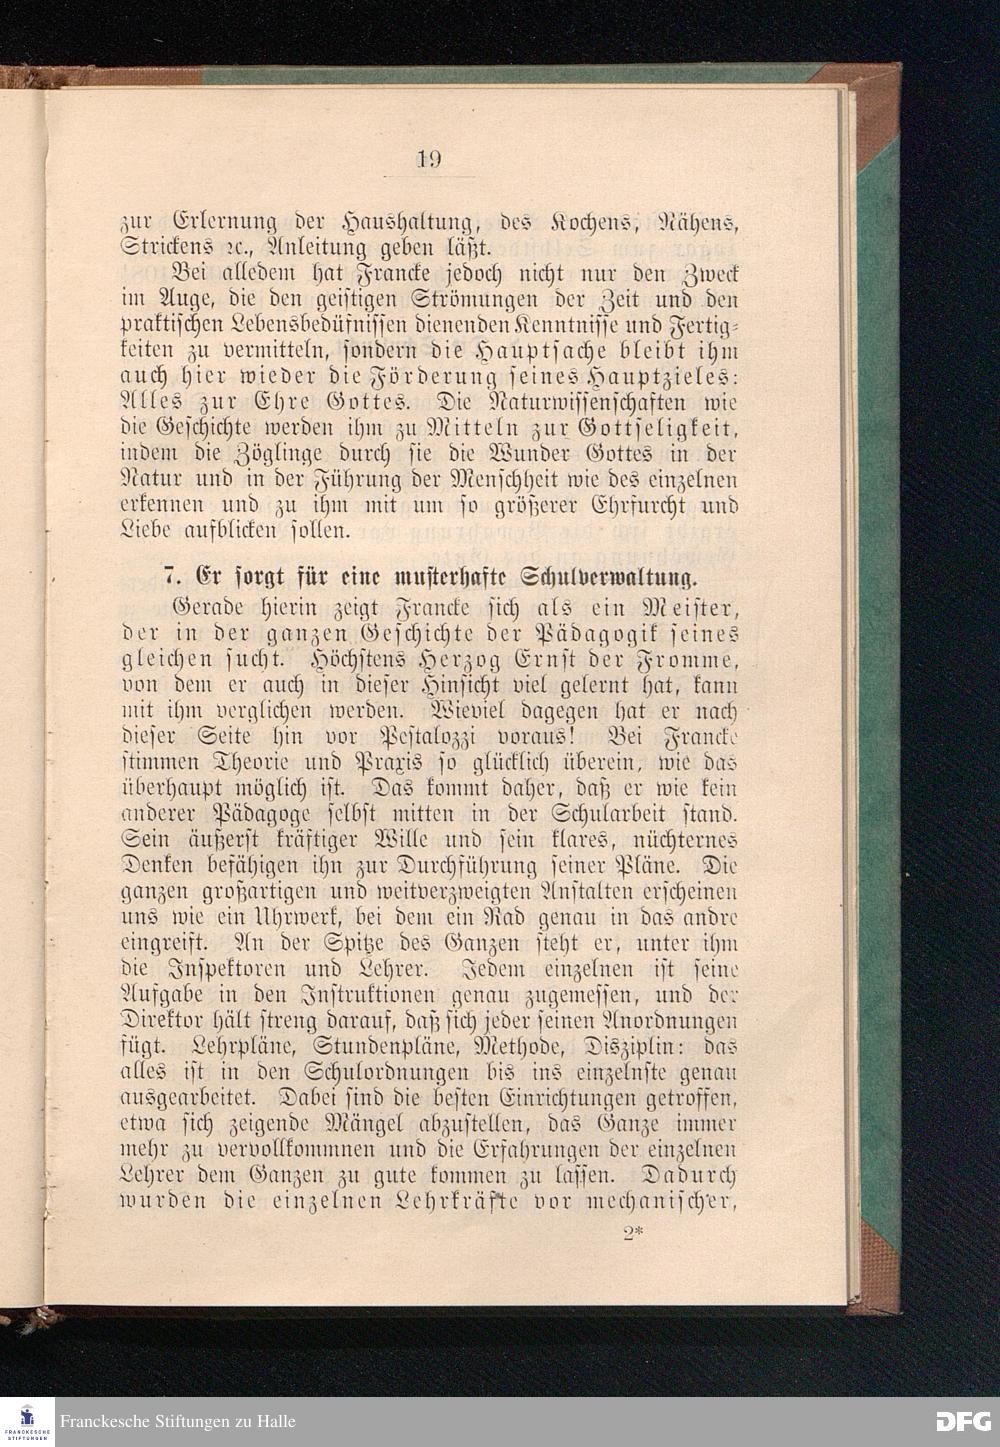 19
zur Erlernung der Haushaltung, des Kochens, Nähens,
Strickens ꝛc., Anleitung geben läßt.
Bei alledem hat Francke jedoch nicht nur den Zweck
im Auge, die den geistigen Strömungen der Zeit und den
praktischen Lebensbedüfnissen dienenden Kenntnisse und Fertig-
keiten zu vermitteln, sondern die Hauptsache bleibt ihm
auch hier wieder die Förderung seines Hauptzieles:
Alles zur Ehre Gottes. Die Naturwissenschaften wie
die Geschichte werden ihm zu Mitteln zur Gottseligkeit,
indem die Zöglinge durch sie die Wunder Gottes in der
Natur und in der Führung der Menschheit wie des einzelnen
erkennen und zu ihm mit um so größerer Ehrfurcht und
Liebe aufblicken sollen.
7. Er sorgt für eine musterhafte Schulverwaltung.
Gerade hierin zeigt Francke sich als ein Meister,
der in der ganzen Geschichte der Pädagogik seines
gleichen sucht. Höchstens Herzog Ernst der Fromme,
von dem er auch in dieser Hinsicht viel gelernt hat, kann
mit ihm verglichen werden. Wieviel dagegen hat er nach
dieser Seite hin vor Pestalozzi voraus! Bei Francke
stimmen Theorie und Praxis so glücklich überein, wie das
überhaupt möglich ist. Das kommt daher, daß er wie kein
anderer Pädagoge selbst mitten in der Schularbeit stand.
Sein äußerst kräftiger Wille und sein klares, nüchternes
Denken befähigen ihn zur Durchführung seiner Pläne. Die
ganzen großartigen und weitverzweigten Anstalten erscheinen
uns wie ein Uhrwerk, bei dem ein Rad genau in das andre
eingreift. An der Spitze des Ganzen steht er, unter ihm
die Inspektoren und Lehrer. Jedem einzelnen ist seine
Aufgabe in den Instruktionen genau zugemessen, und der
Direktor hält streng darauf, daß sich jeder seinen Anordnungen
fügt. Lehrpläne, Stundenpläne, Methode, Disziplin: das
alles ist in den Schulordnungen bis ins einzelnste genau
ausgearbeitet. Dabei sind die besten Einrichtungen getroffen,
etwa sich zeigende Mängel abzustellen, das Ganze immer
mehr zu vervollkommnen und die Erfahrungen der einzelnen
Lehrer dem Ganzen zu gute kommen zu lassen. Dadurch
wurden die einzelnen Lehrkräfte vor mechanischer,
2*
FRANCKESCHE
STIFTUNGEN
Franckesche Stiftungen zu Halle
DFG